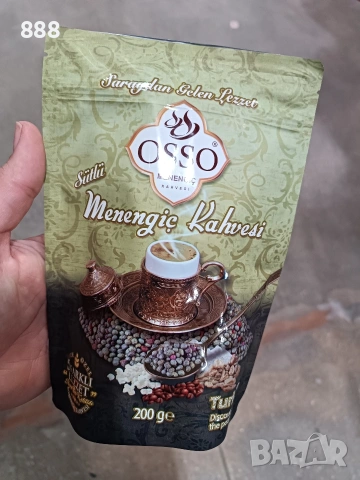 888
Saraydan Gelen Lezzet
OSSO®
MENENGİÇ
KAHVESİ
Sütlü
Menengiç Kahvesi
200 g e
BAZAR